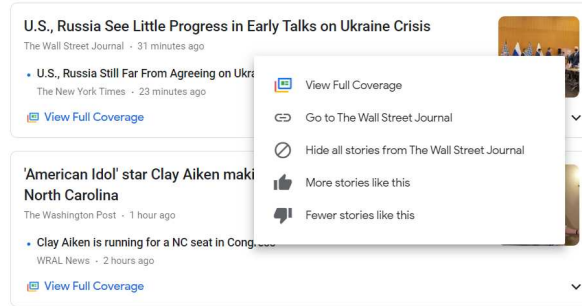 U.S., Russia See Little Progress in Early Talks on Ukraine Crisis
The Wall Street Journal • 31 minutes ago
• U.S., Russia Still Far From Agreeing on Ukra
The New York Times • 23 minutes ago
View Full Coverage
View Full Coverage
Go to The Wall Street Journal
Hide all stories from The Wall Street Journal
More stories like this
Fewer stories like this
'American Idol' star Clay Aiken maki
North Carolina
The Washington Post • 1 hour ago
• Clay Aiken is running for a NC seat in Congress
WRAL News • 2 hours ago
View Full Coverage